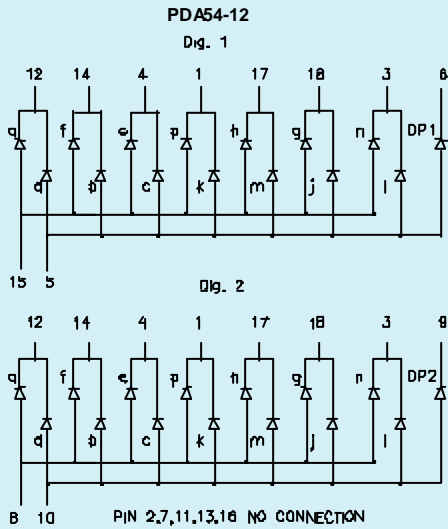 PDA54-12
Dig. 1
12 14 4 1 17 18 3 6
a f e p h g n DP1
d b c k m j l
15 5
Dig. 2
12 14 4 1 17 18 3 9
a f e p h g n DP2
d b c k m j l
8 10 PIN 2,7,11,13,16 NO CONNECTION